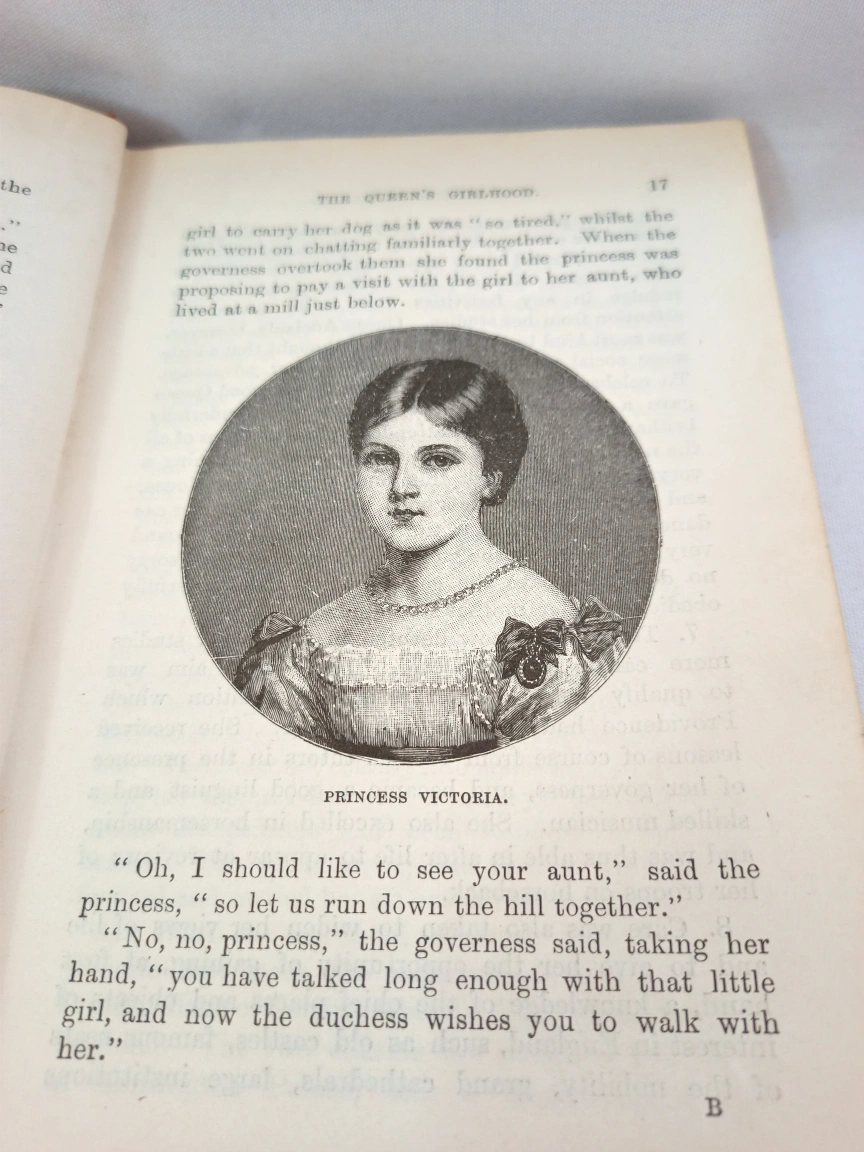 the
."
ne
d
e
THE QUEEN'S GIRLHOOD. 17
girl to carry her dog as it was "so tired," whilst the
two went on chatting familiarly together. When the
governess overtook them she found the princess was
proposing to pay a visit with the girl to her aunt, who
lived at a mill just below.
PRINCESS VICTORIA.
"Oh, I should like to see your aunt," said the
princess, "so let us run down the hill together."
"No, no, princess," the governess said, taking her
hand, "you have talked long enough with that little
girl, and now the duchess wishes you to walk with
her."
B